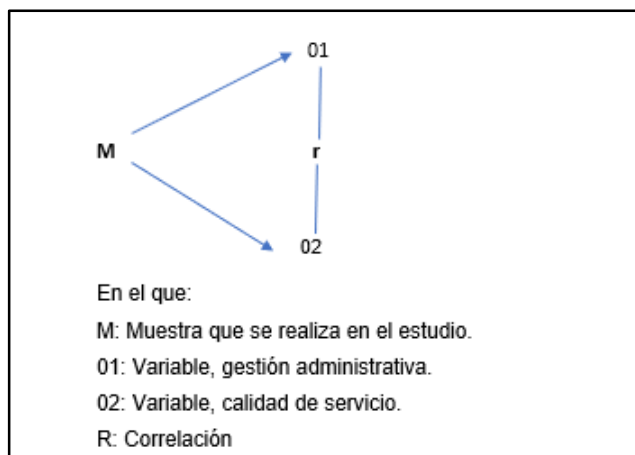 01
M
r
02
En el que:
M: Muestra que se realiza en el estudio.
01: Variable, gestión administrativa.
02: Variable, calidad de servicio.
R: Correlación